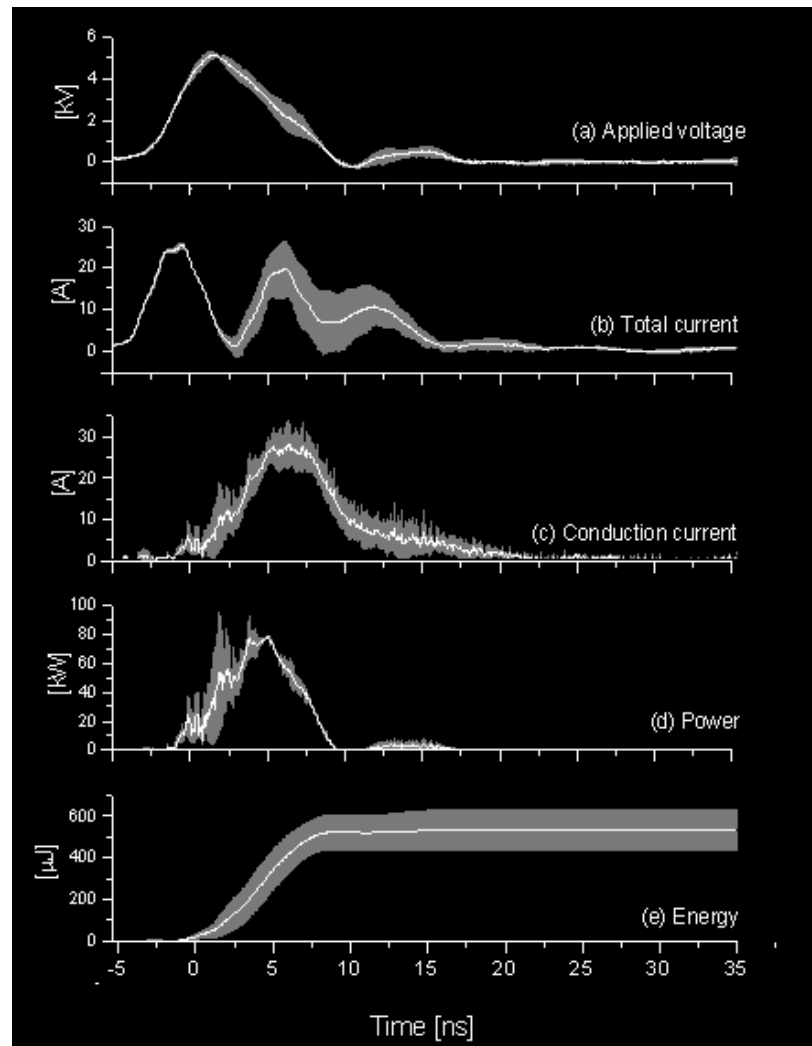 6
4
2
0
[kV]
(a) Applied voltage
30
20
10
0
[A]
(b) Total current
30
20
10
0
[A]
(c) Conduction current
100
80
60
40
20
0
[kW]
(d) Power
600
400
200
0
[µJ]
(e) Energy
-5 0 5 10 15 20 25 30 35
Time [ns]